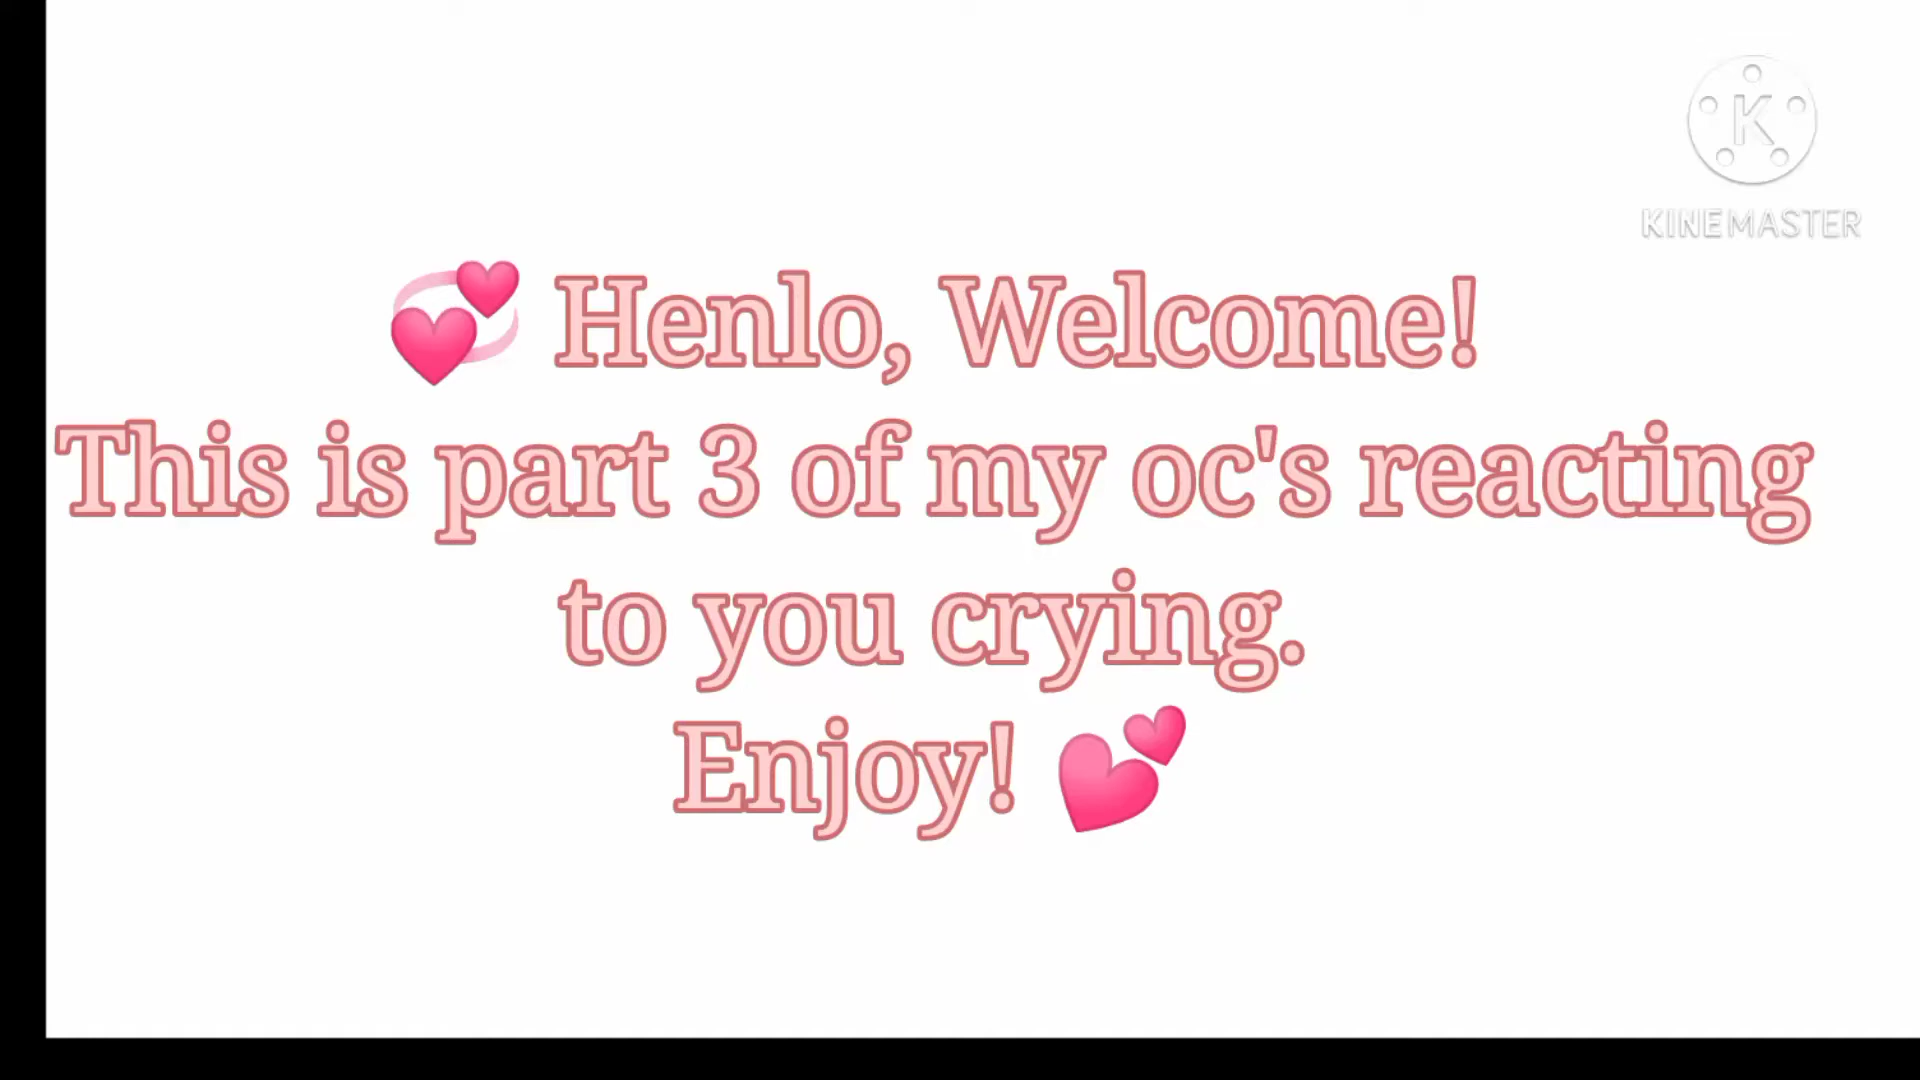 K
KINEMASTER
💞 Henlo, Welcome!
This is part 3 of my oc's reacting
to you crying.
Enjoy! 💕